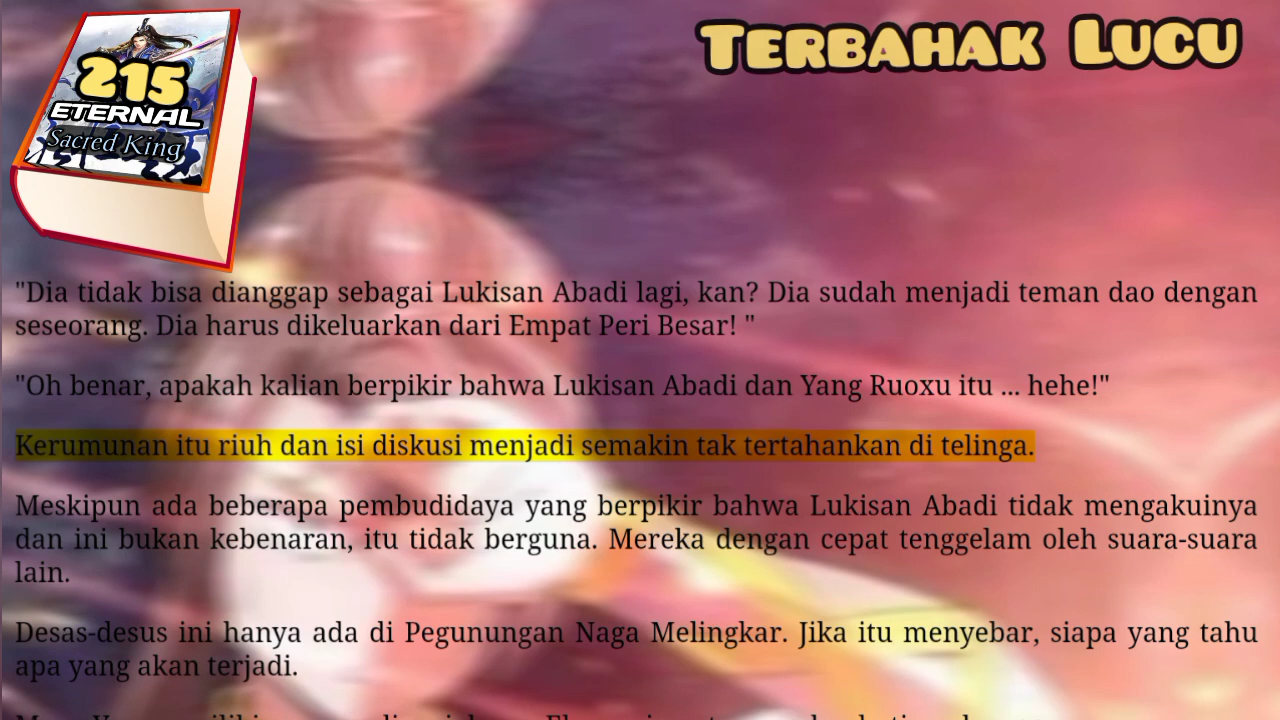 215
ETERNAL
Sacred King
TERBAHAK LUCU
"Dia tidak bisa dianggap sebagai Lukisan Abadi lagi, kan? Dia sudah menjadi teman dao dengan
seseorang. Dia harus dikeluarkan dari Empat Peri Besar! "
"Oh benar, apakah kalian berpikir bahwa Lukisan Abadi dan Yang Ruoxu itu ... hehe!"
Kerumunan itu riuh dan isi diskusi menjadi semakin tak tertahankan di telinga.
Meskipun ada beberapa pembudidaya yang berpikir bahwa Lukisan Abadi tidak mengakuinya
dan ini bukan kebenaran, itu tidak berguna. Mereka dengan cepat tenggelam oleh suara-suara
lain.
Desas-desus ini hanya ada di Pegunungan Naga Melingkar. Jika itu menyebar, siapa yang tahu
apa yang akan terjadi.